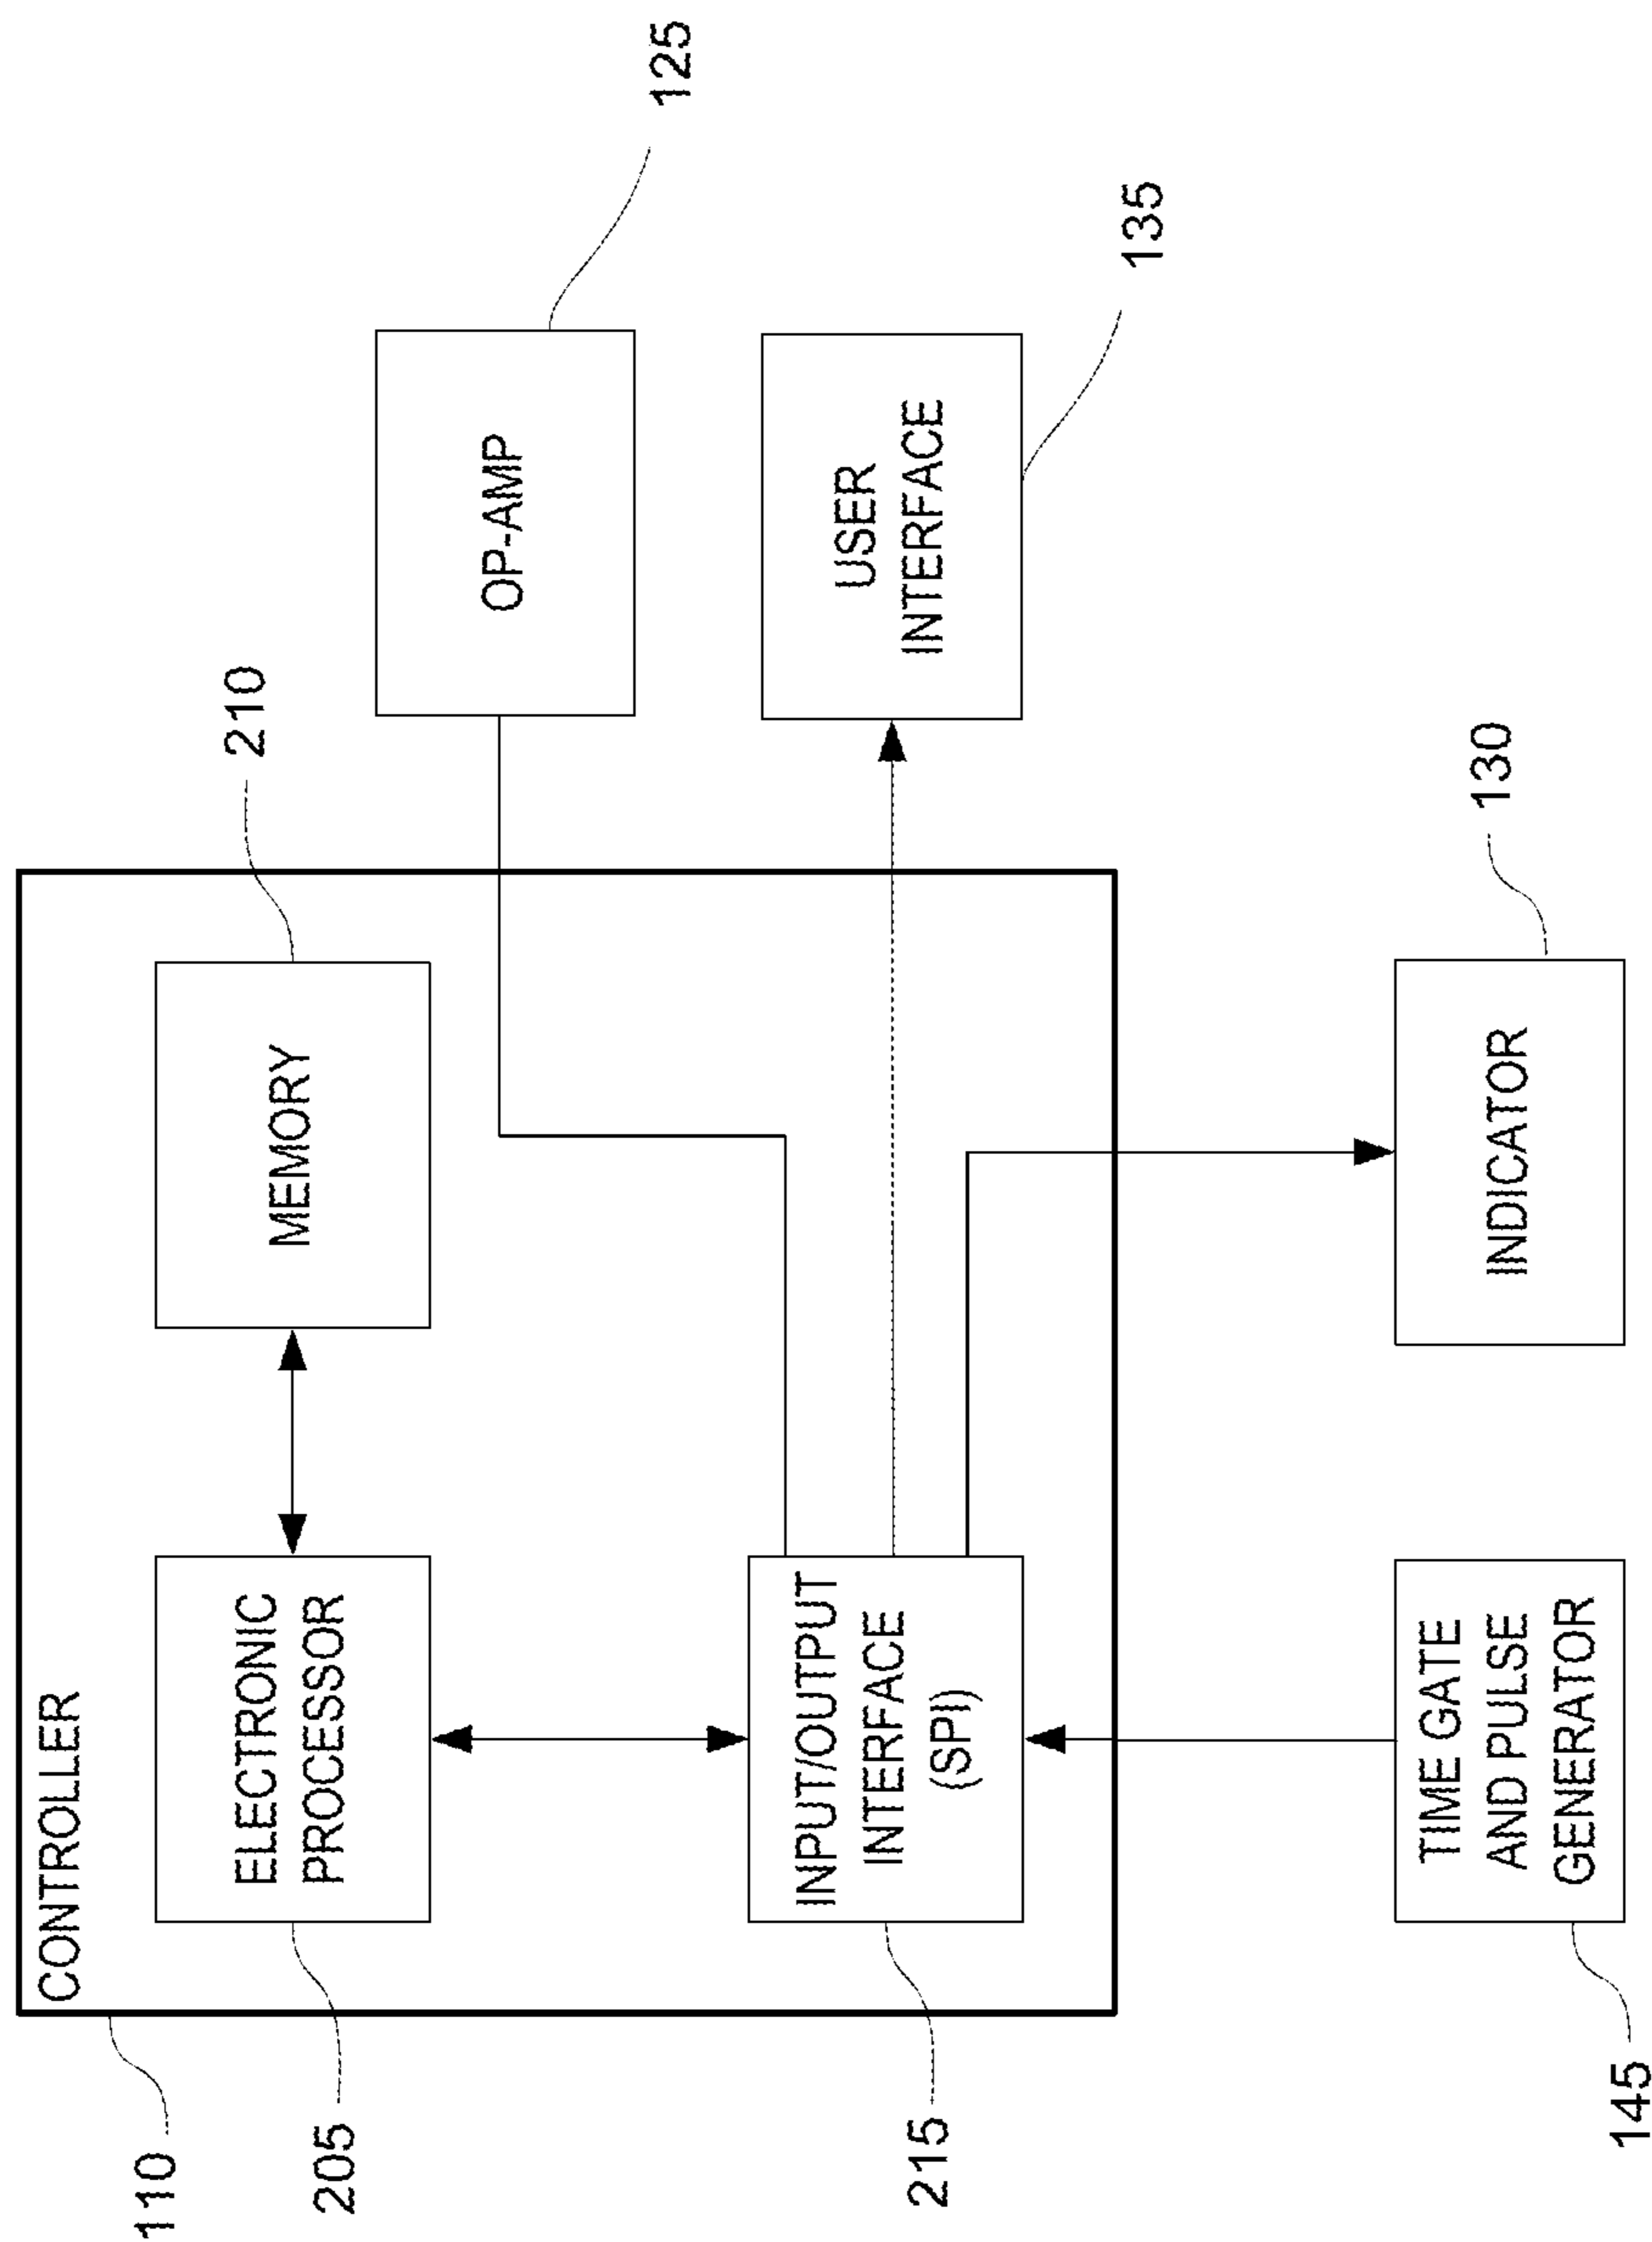 110
CONTROLLER
205
ELECTRONIC
PROCESSOR
MEMORY
210
OP-AMP
125
215
INPUT/OUTPUT
INTERFACE
(SPI)
USER
INTERFACE
135
145
TIME GATE
AND PULSE
GENERATOR
INDICATOR
130